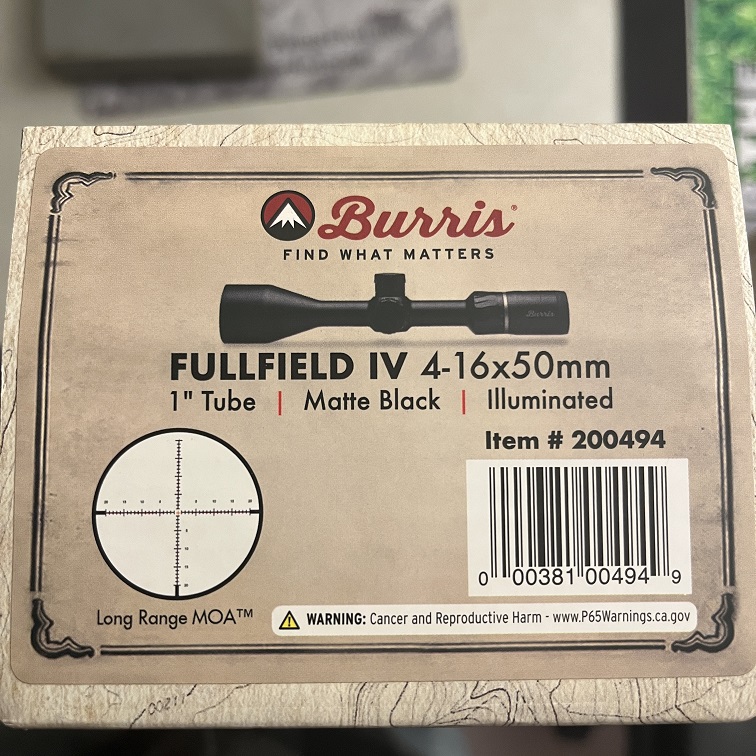 Burris®
FIND WHAT MATTERS
Burris
FULLFIELD IV 4-16x50mm
1" Tube | Matte Black | Illuminated
Item # 200494
0 00381 00494 9
Long Range MOA™
⚠ WARNING: Cancer and Reproductive Harm - www.P65Warnings.ca.gov